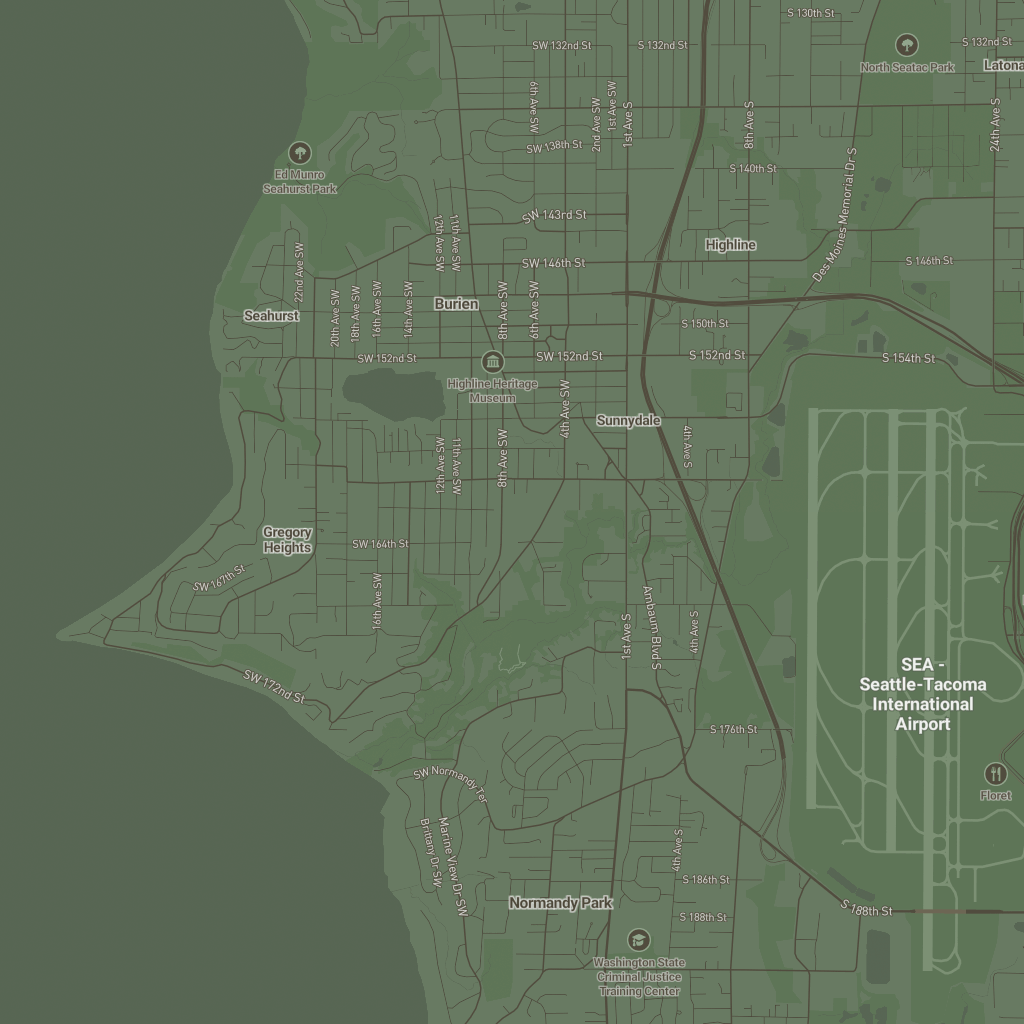 S 130th St
SW 132nd St
S 132nd St
S 132nd St
North Seatac Park
Latona
6th Ave SW
2nd Ave SW
1st Ave SW
1st Ave S
8th Ave S
24th Ave S
SW 138th St
Ed Munro
Seahurst Park
S 140th St
Des Moines Memorial Dr S
SW 143rd St
12th Ave SW
11th Ave SW
Highline
22nd Ave SW
SW 146th St
S 146th St
20th Ave SW
18th Ave SW
16th Ave SW
14th Ave SW
Burien
8th Ave SW
6th Ave SW
Seahurst
S 150th St
SW 152nd St
SW 152nd St
S 152nd St
S 154th St
Highline Heritage
Museum
4th Ave SW
Sunnydale
4th Ave S
12th Ave SW
11th Ave SW
8th Ave SW
Gregory
Heights
SW 164th St
SW 167th St
16th Ave SW
1st Ave S
Ambaum Blvd S
4th Ave S
SW 172nd St
SEA -
Seattle-Tacoma
International
Airport
S 176th St
SW Normandy Ter
Floret
Brittany Dr SW
Marine View Dr SW
4th Ave S
S 186th St
Normandy Park
S 188th St
S 188th St
Washington State
Criminal Justice
Training Center